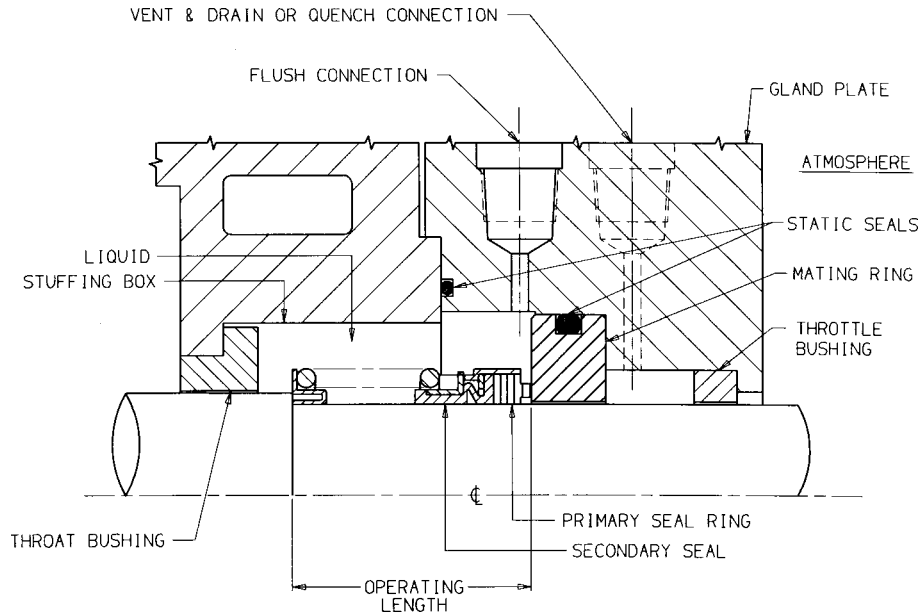 VENT & DRAIN OR QUENCH CONNECTION
FLUSH CONNECTION
GLAND PLATE
ATMOSPHERE
STATIC SEALS
LIQUID
STUFFING BOX
MATING RING
THROTTLE
BUSHING
℄
THROAT BUSHING
PRIMARY SEAL RING
SECONDARY SEAL
OPERATING
LENGTH